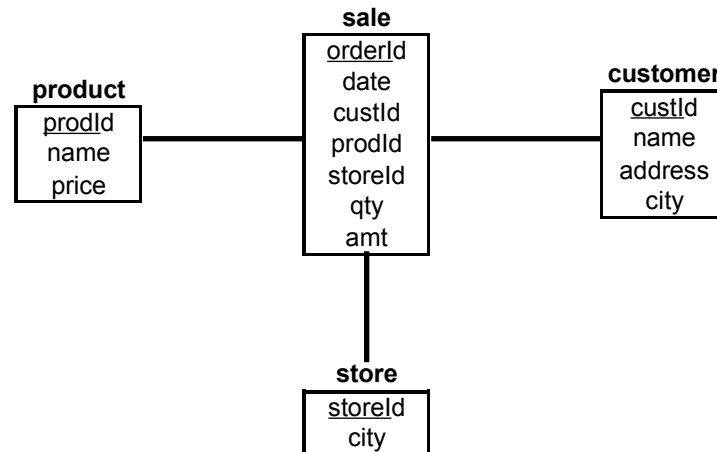 sale
orderId
date
custId
prodId
storeId
qty
amt
product
prodId
name
price
customer
custId
name
address
city
store
storeId
city